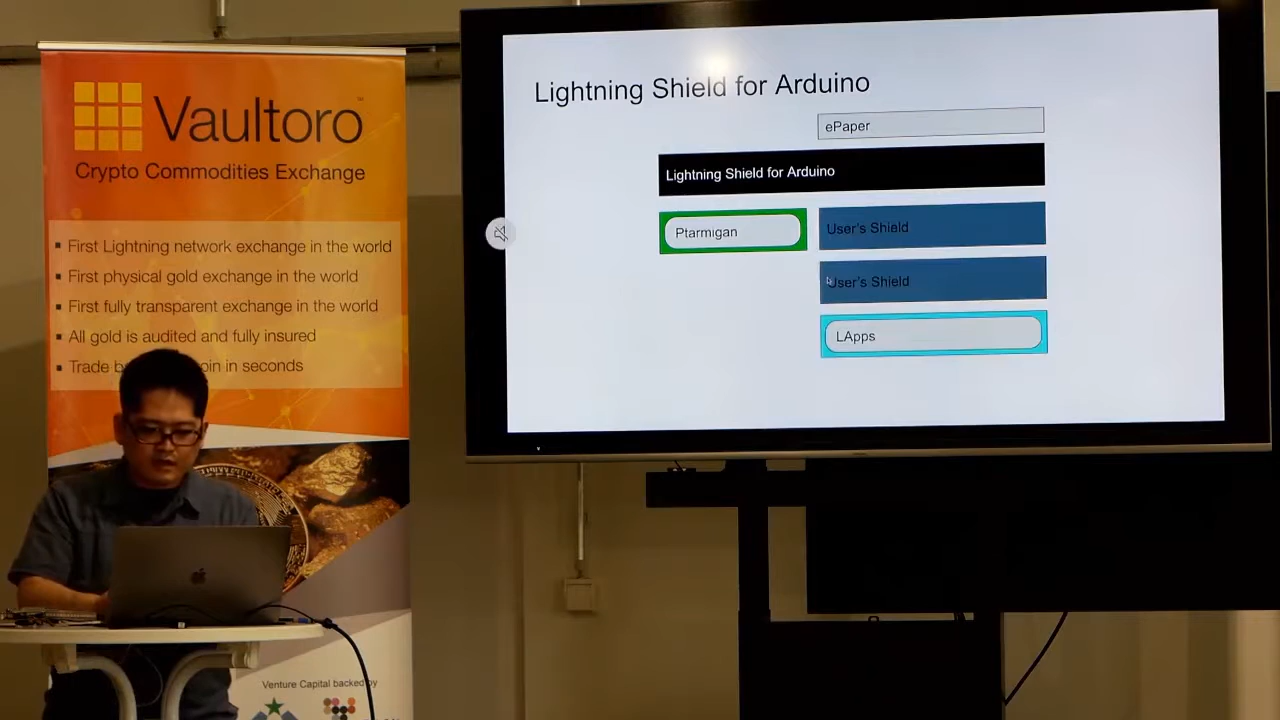 Vaultoro
Crypto Commodities Exchange
First Lightning network exchange in the world
First physical gold exchange in the world
First fully transparent exchange in the world
All gold is audited and fully insured
Trade in seconds
Venture Capital backed by
Lightning Shield for Arduino
ePaper
Lightning Shield for Arduino
Ptarmigan
User's Shield
User's Shield
LApps